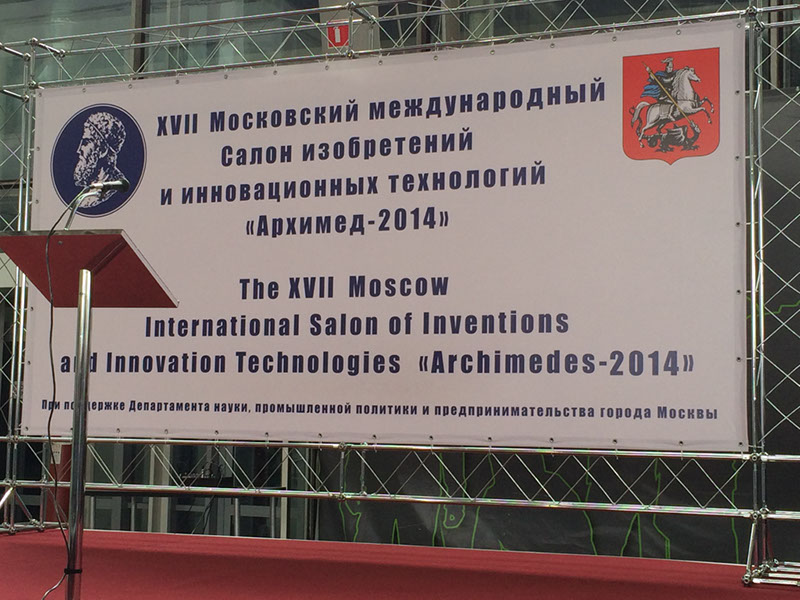 XVII Московский международный
Салон изобретений
и инновационных технологий
«Архимед-2014»
The XVII Moscow
International Salon of Inventions
and Innovation Technologies «Archimedes-2014»
При поддержке Департамента науки, промышленной политики и предпринимательства города Москвы